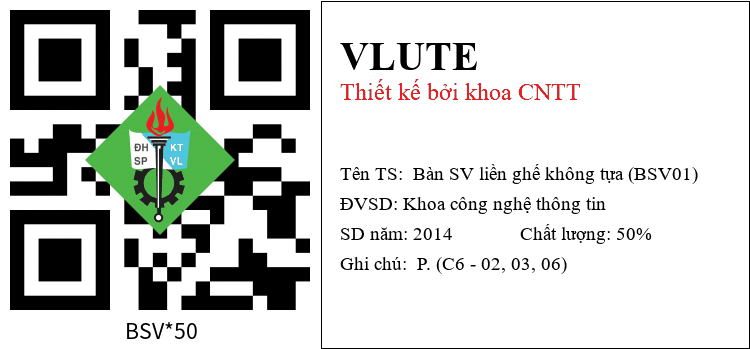 ĐH KT
SP VL
BSV*50
VLUTE
Thiết kế bởi khoa CNTT
Tên TS: Bàn SV liền ghế không tựa (BSV01)
ĐVSD: Khoa công nghệ thông tin
SD năm: 2014 Chất lượng: 50%
Ghi chú: P. (C6 - 02, 03, 06)